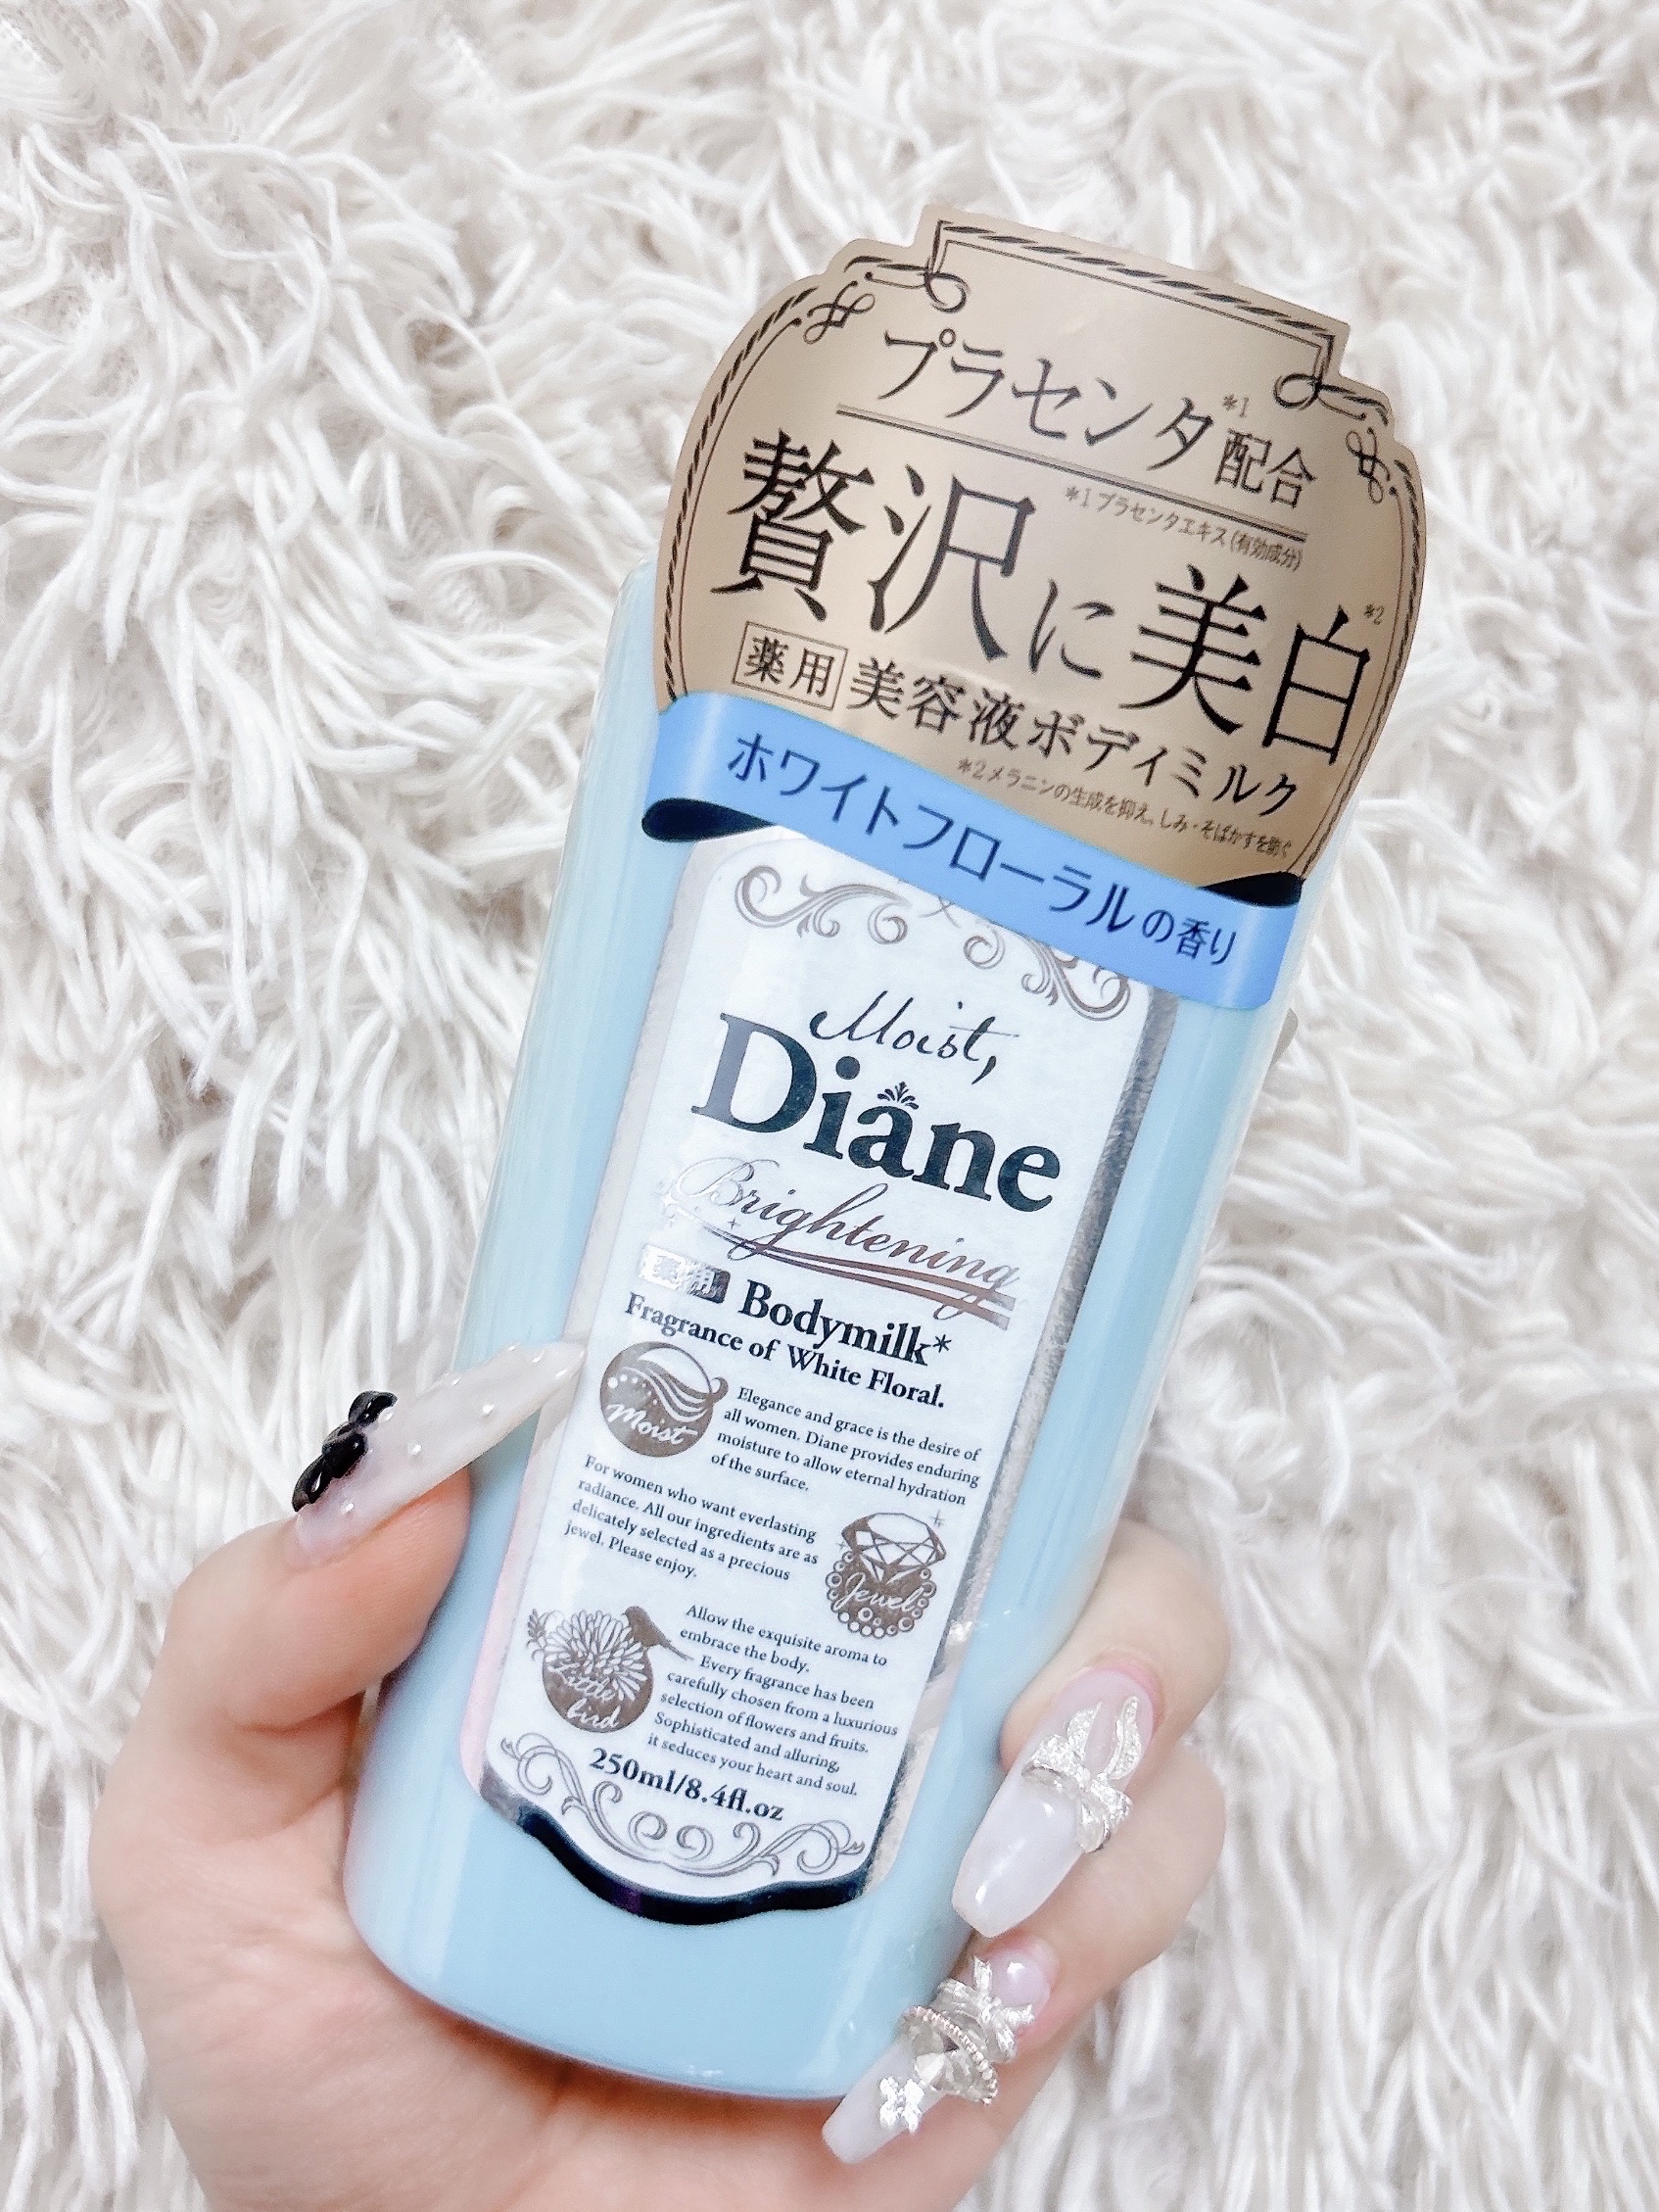 プラセンタ*1配合
*1 プラセンタエキス(有効成分)
贅沢に美白*2
薬用 美容液ボディミルク
*2メラニンの生成を抑え、しみ・そばかすを防ぐ
ホワイトフローラルの香り
Moist,
Diane
Brightening
薬用 Bodymilk*
Fragrance of White Floral.
Moist
Elegance and grace is the desire of
all women. Diane provides enduring
moisture to allow eternal hydration
of the surface.
For women who want everlasting
radiance. All our ingredients are as
delicately selected as a precious
jewel. Please enjoy.
Jewel
Allow the exquisite aroma to
embrace the body.
Every fragrance has been
carefully chosen from a luxurious
selection of flowers and fruits.
Sophisticated and alluring,
it seduces your heart and soul.
Little
bird
250ml/8.4fl.oz